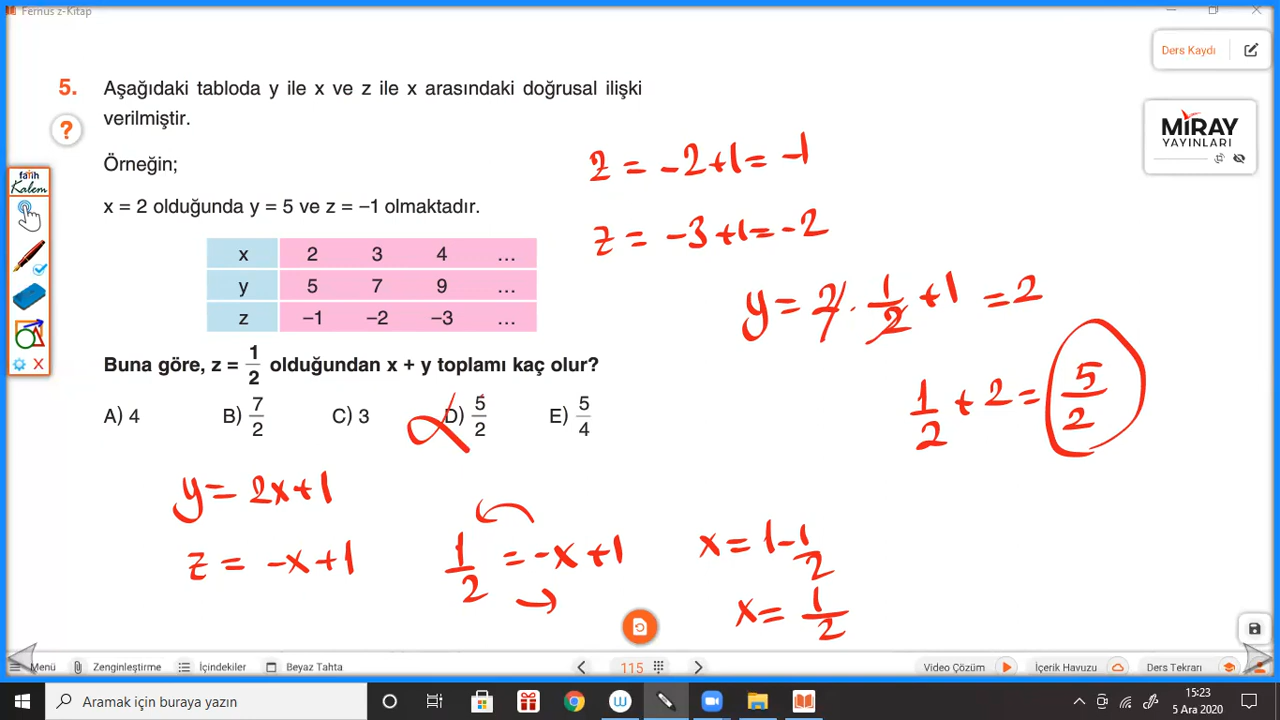 Fernus z-Kitap
Ders Kaydı
MİRAY
YAYINLARI
fatih
Kalem
5. Aşağıdaki tabloda y ile x ve z ile x arasındaki doğrusal ilişki
verilmiştir.
Örneğin;
x = 2 olduğunda y = 5 ve z = −1 olmaktadır.
x 2 3 4 ...
y 5 7 9 ...
z −1 −2 −3 ...
Buna göre, z = 1/2 olduğundan x + y toplamı kaç olur?
A) 4 B) 7/2 C) 3 D) 5/2 E) 5/4
z = -2+1= -1
z = -3+1= -2
y = 2 · 1/2 + 1 = 2
1/2 + 2 = 5/2
y = 2x+1
z = -x+1
1/2 = -x+1
x = 1 - 1/2
x = 1/2
Menü Zenginleştirme İçindekiler Beyaz Tahta 115 Video Çözüm İçerik Havuzu Ders Tekrarı
Aramak için buraya yazın
15:23
5 Ara 2020